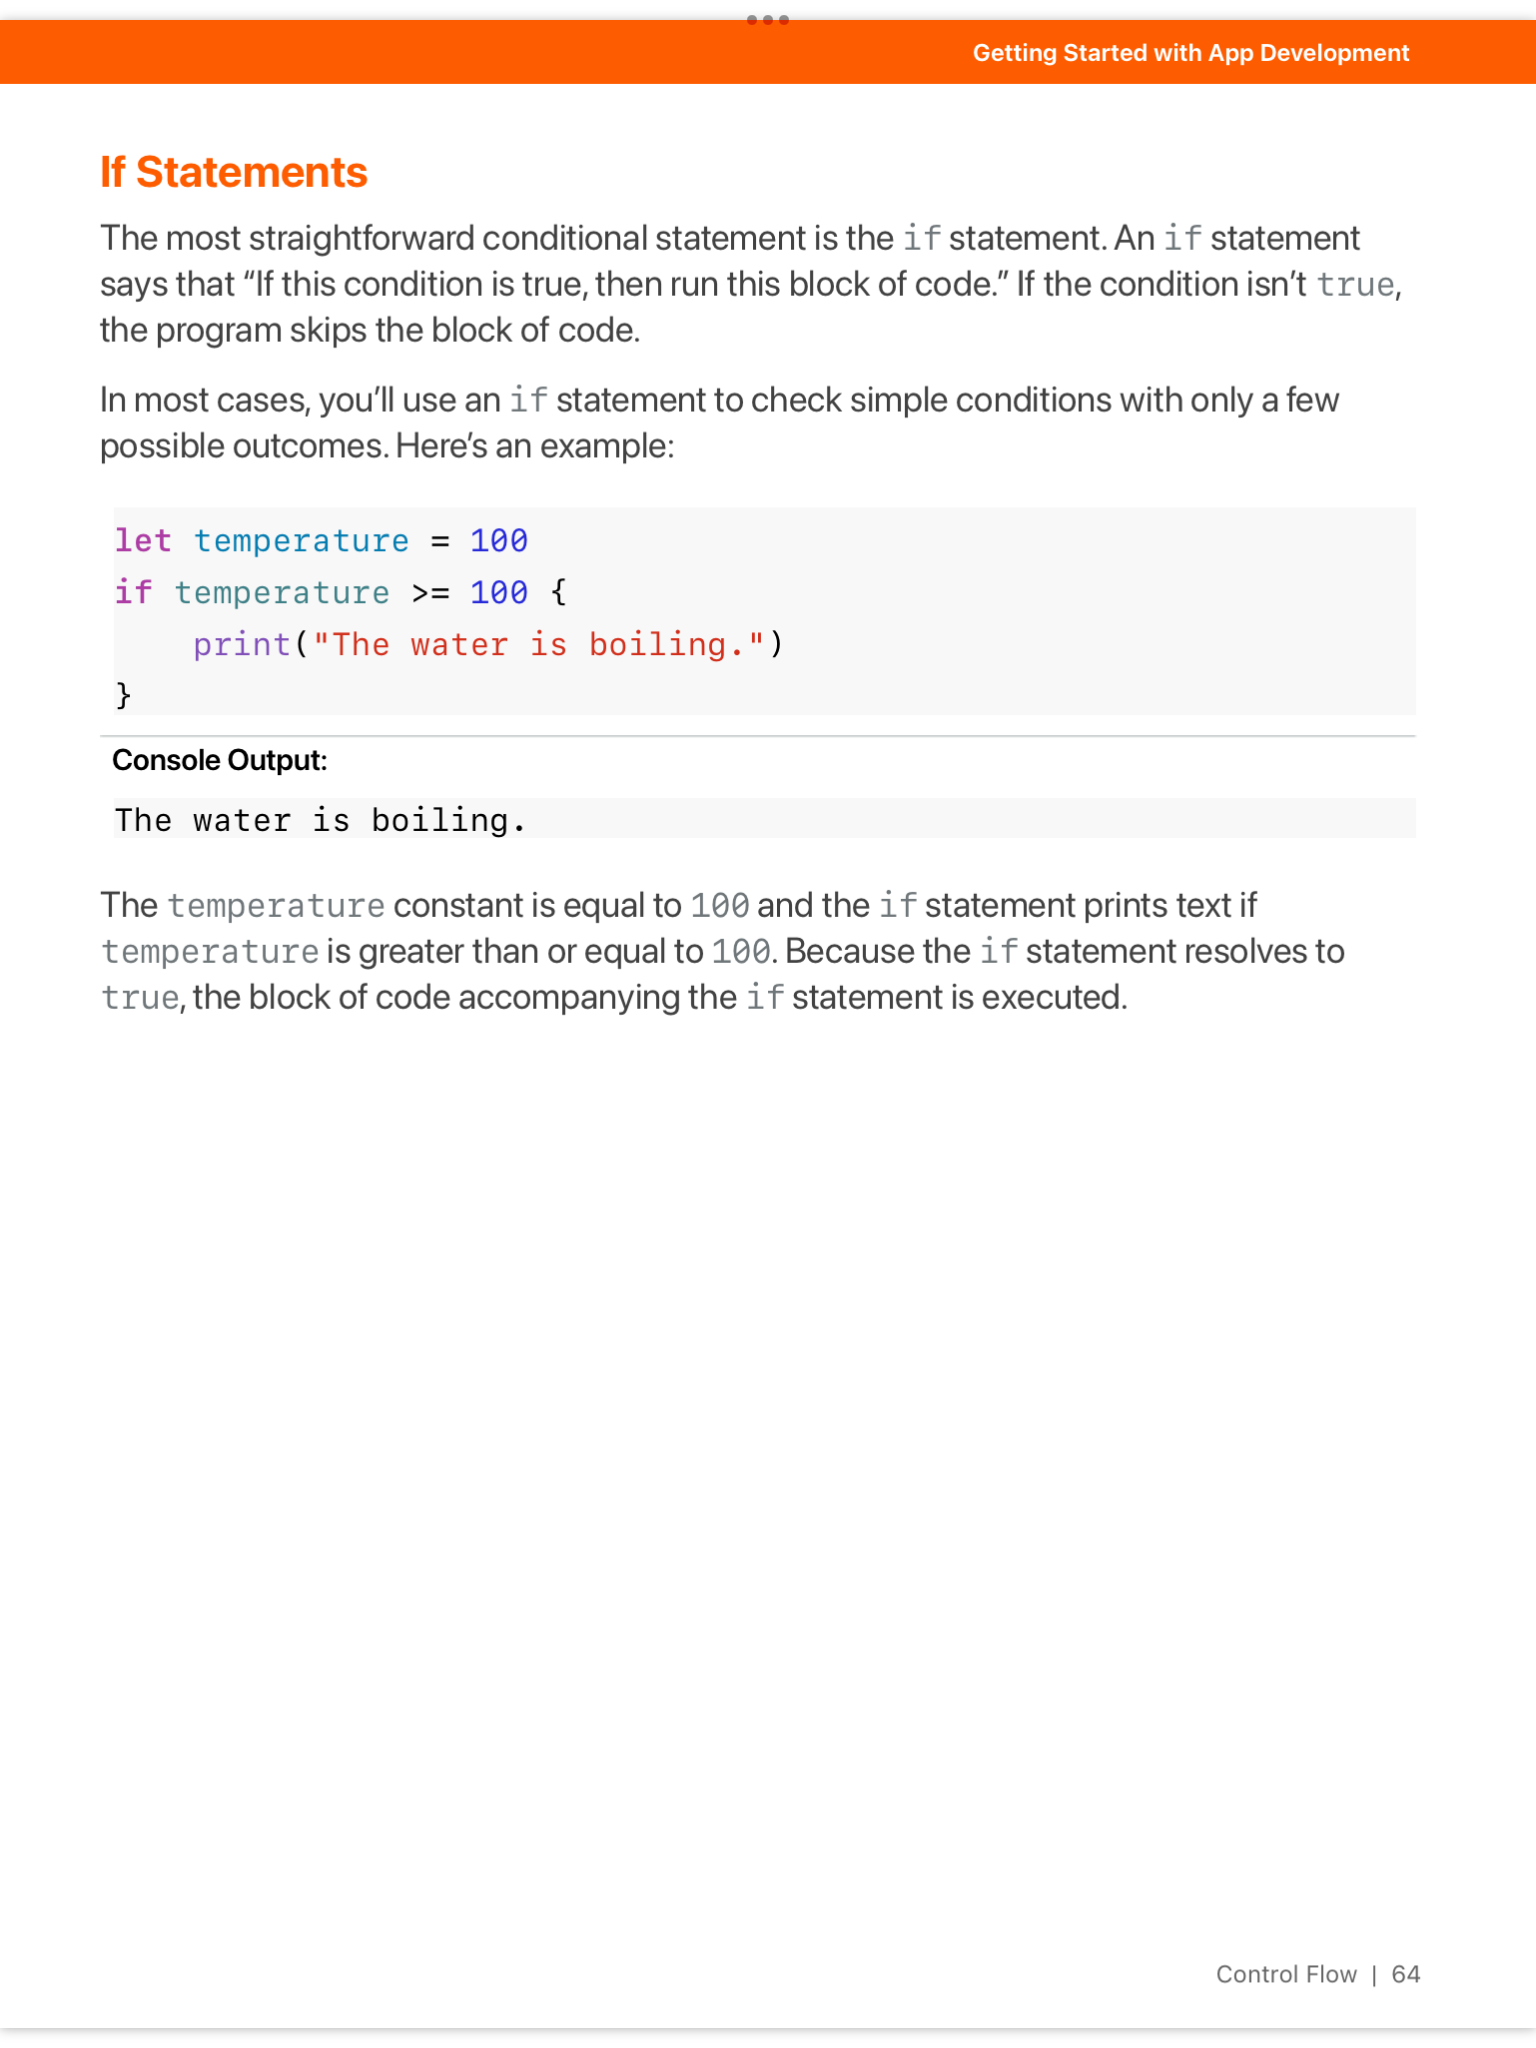 Getting Started with App Development
If Statements
The most straightforward conditional statement is the if statement. An if statement
says that “If this condition is true, then run this block of code.” If the condition isn’t true,
the program skips the block of code.
In most cases, you’ll use an if statement to check simple conditions with only a few
possible outcomes. Here’s an example:
let temperature = 100
if temperature >= 100 {
    print("The water is boiling.")
}
Console Output:
The water is boiling.
The temperature constant is equal to 100 and the if statement prints text if
temperature is greater than or equal to 100. Because the if statement resolves to
true, the block of code accompanying the if statement is executed.
Control Flow | 64